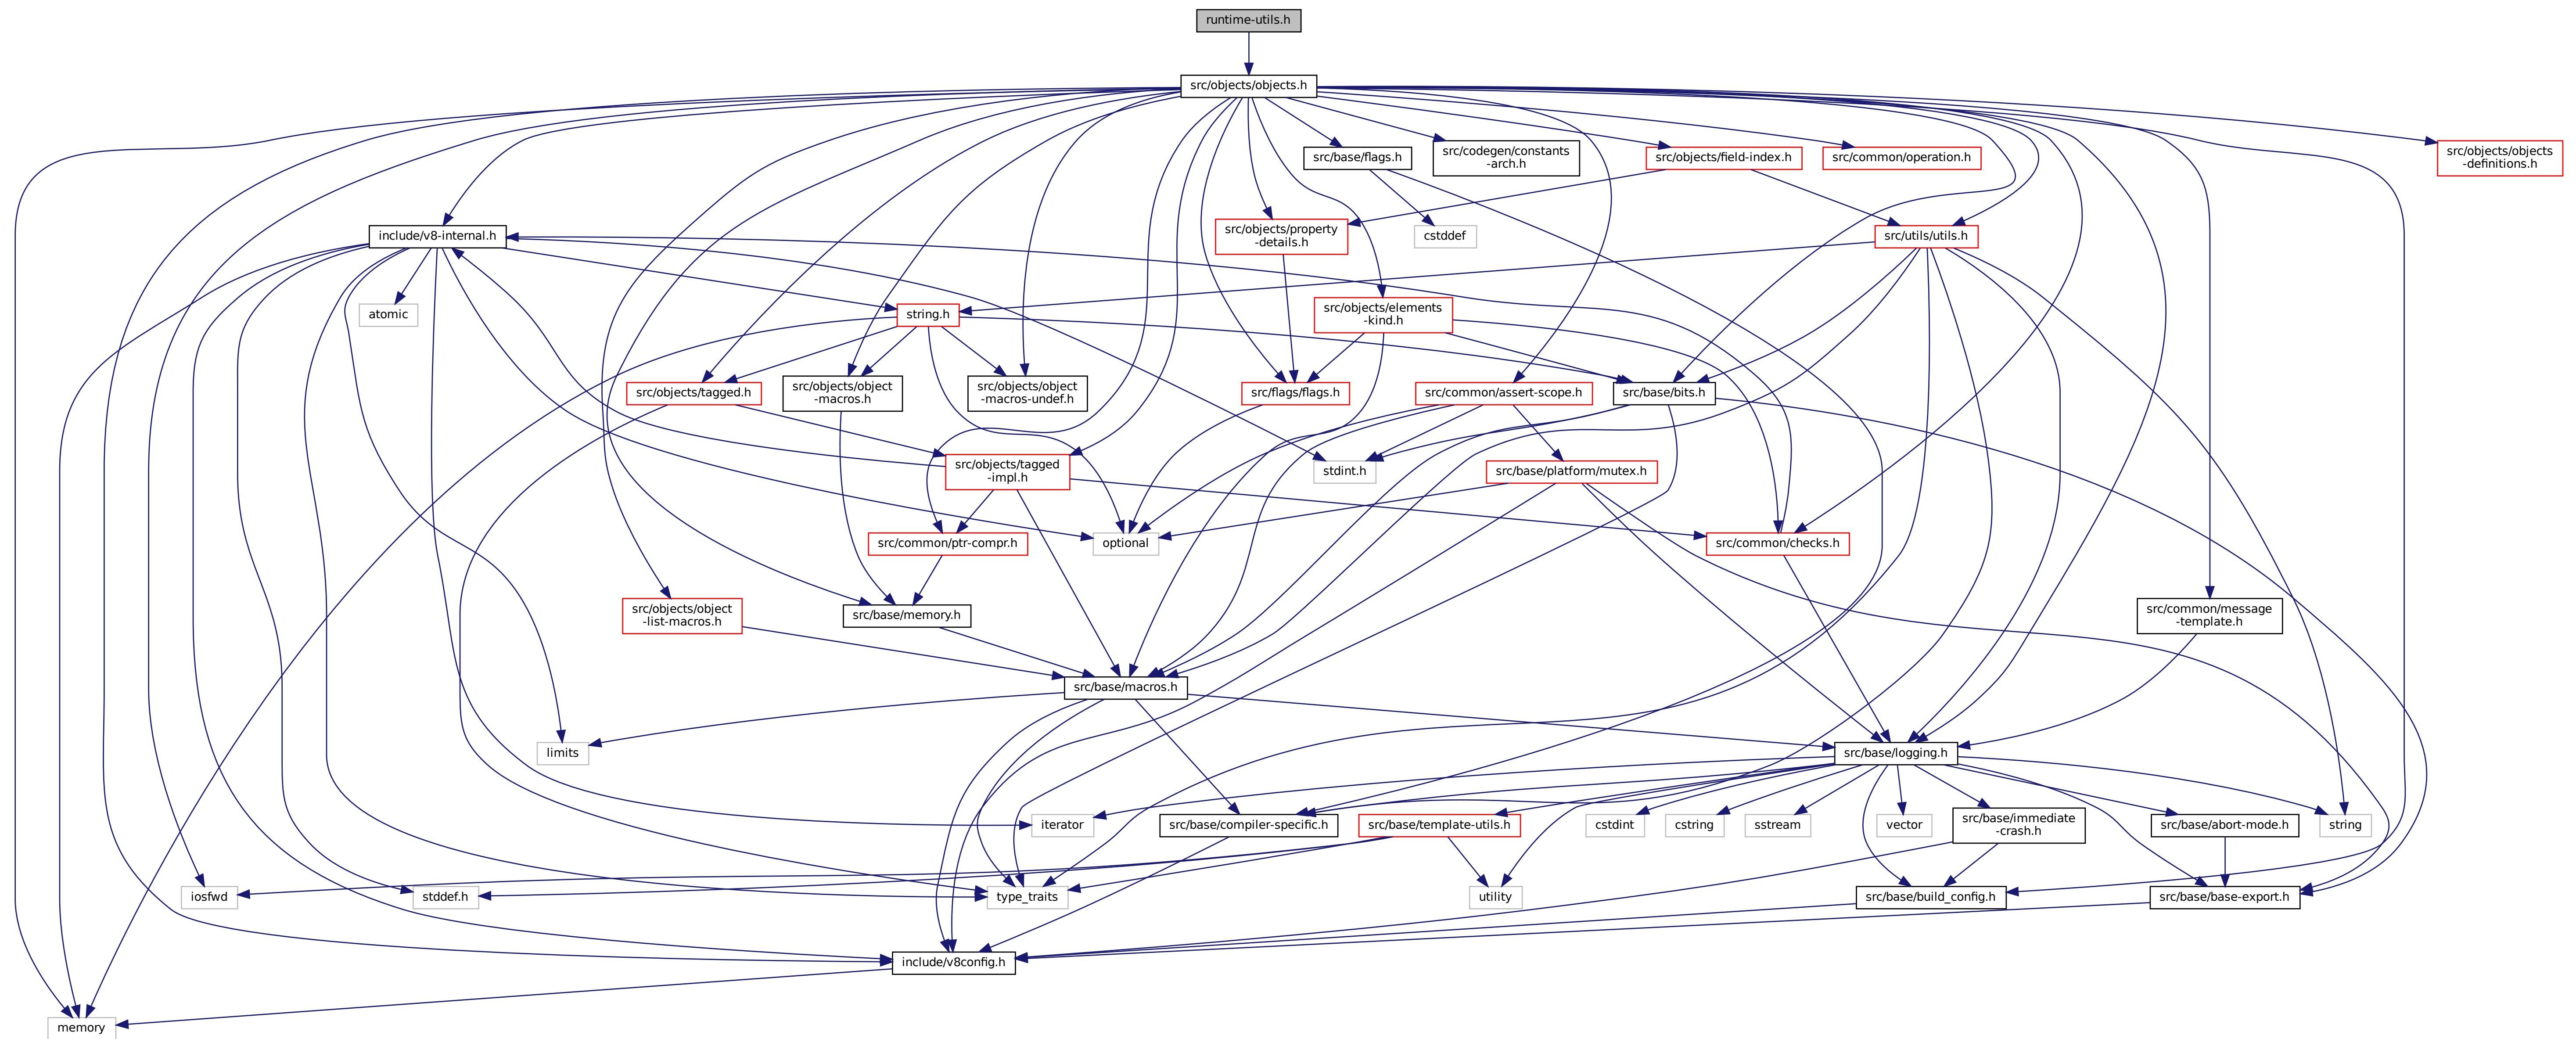 runtime-utils.h
src/objects/objects.h
src/base/flags.h
src/codegen/constants
-arch.h
src/objects/field-index.h
src/common/operation.h
src/objects/objects
-definitions.h
include/v8-internal.h
src/objects/property
-details.h
cstddef
src/utils/utils.h
atomic
string.h
src/objects/elements
-kind.h
src/objects/tagged.h
src/objects/object
-macros.h
src/objects/object
-macros-undef.h
src/flags/flags.h
src/common/assert-scope.h
src/base/bits.h
src/objects/tagged
-impl.h
stdint.h
src/base/platform/mutex.h
src/common/ptr-compr.h
optional
src/common/checks.h
src/objects/object
-list-macros.h
src/base/memory.h
src/common/message
-template.h
src/base/macros.h
limits
src/base/logging.h
iterator
src/base/compiler-specific.h
src/base/template-utils.h
cstdint
cstring
sstream
vector
src/base/immediate
-crash.h
src/base/abort-mode.h
string
iosfwd
stddef.h
type_traits
utility
src/base/build_config.h
src/base/base-export.h
include/v8config.h
memory